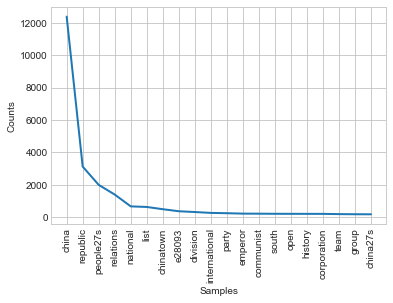 12000
10000
8000
6000
4000
2000
0
Counts
china
republic
people27s
relations
national
list
chinatown
e28093
division
international
party
emperor
communist
south
open
history
corporation
team
group
china27s
Samples